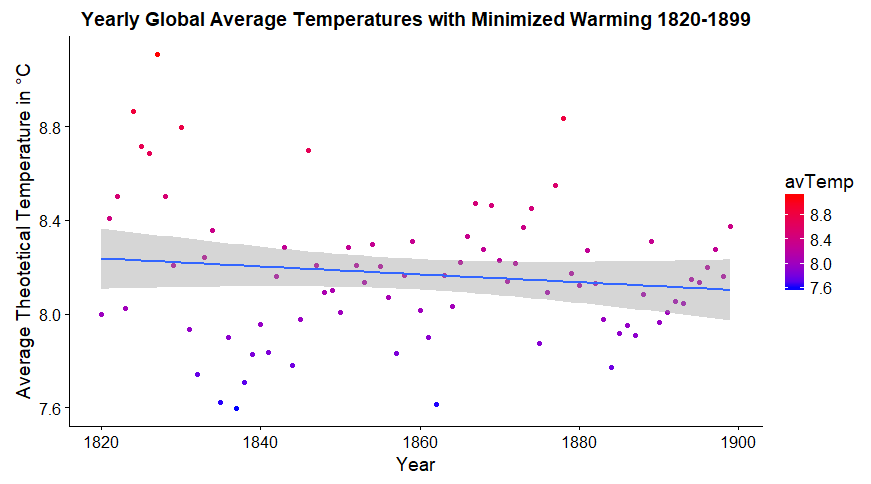 Yearly Global Average Temperatures with Minimized Warming 1820-1899
Average Theotetical Temperature in °C
8.8
8.4
8.0
7.6
1820 1840 1860 1880 1900
Year
avTemp
8.8
8.4
8.0
7.6